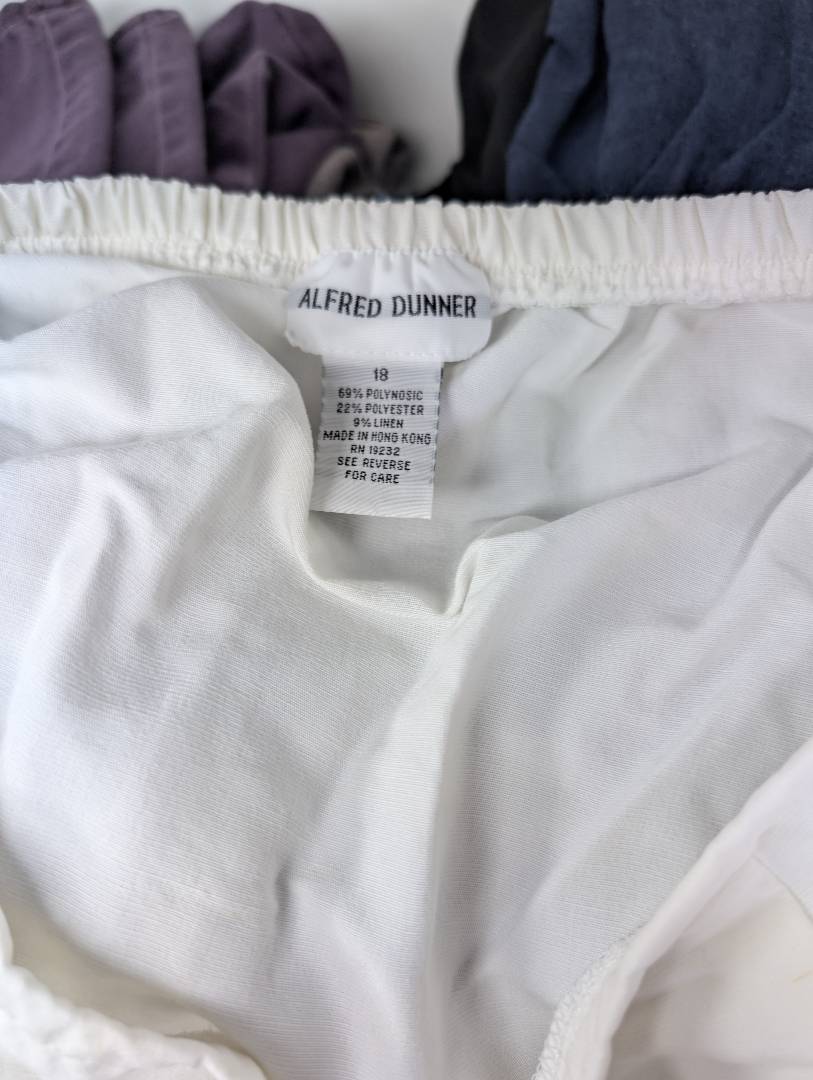 ALFRED DUNNER
18
69% POLYNOSIC
22% POLYESTER
9% LINEN
MADE IN HONG KONG
RN 19232
SEE REVERSE
FOR CARE